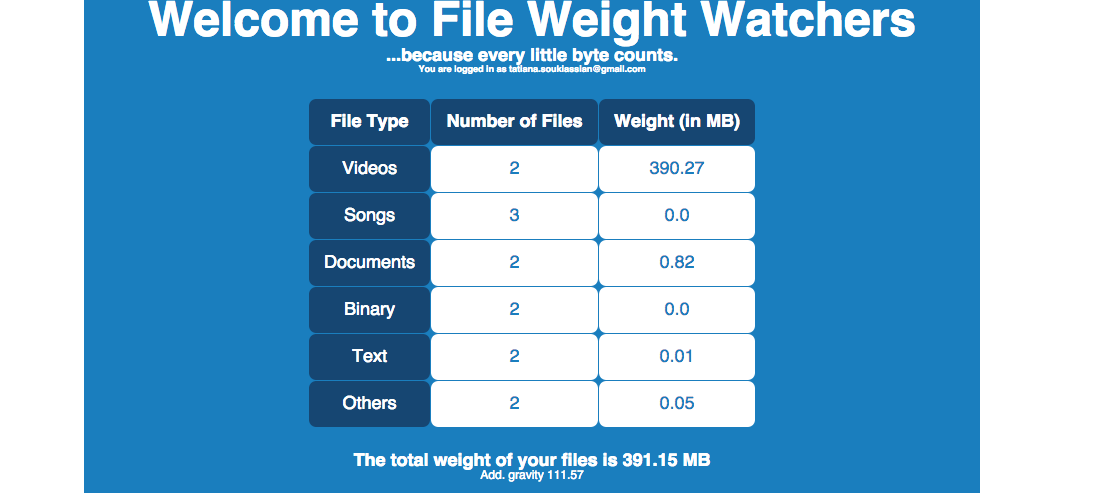 Welcome to File Weight Watchers
...because every little byte counts.
You are logged in as tatiana.souklassian@gmail.com
File Type Number of Files Weight (in MB)
Videos 2 390.27
Songs 3 0.0
Documents 2 0.82
Binary 2 0.0
Text 2 0.01
Others 2 0.05
The total weight of your files is 391.15 MB
Add. gravity 111.57